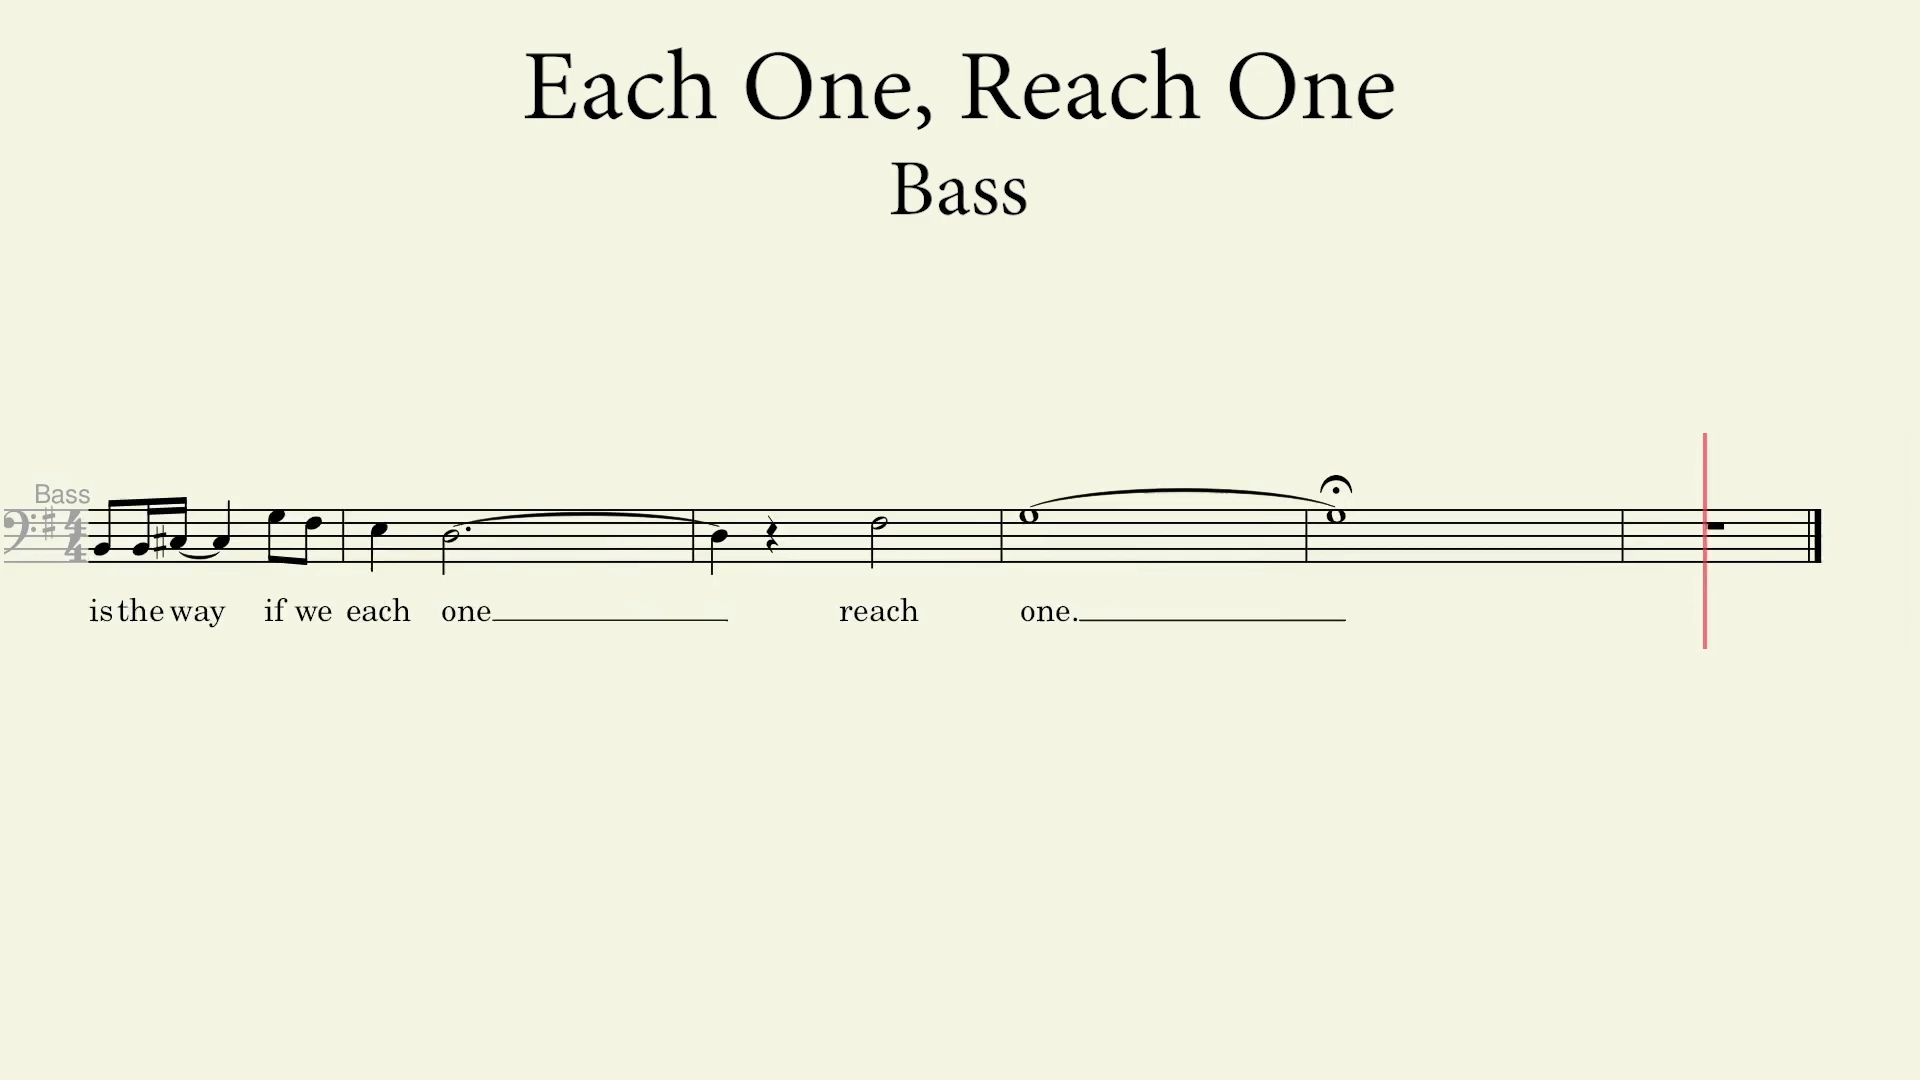 Each One, Reach One
Bass
Bass
is the way if we each one reach one.